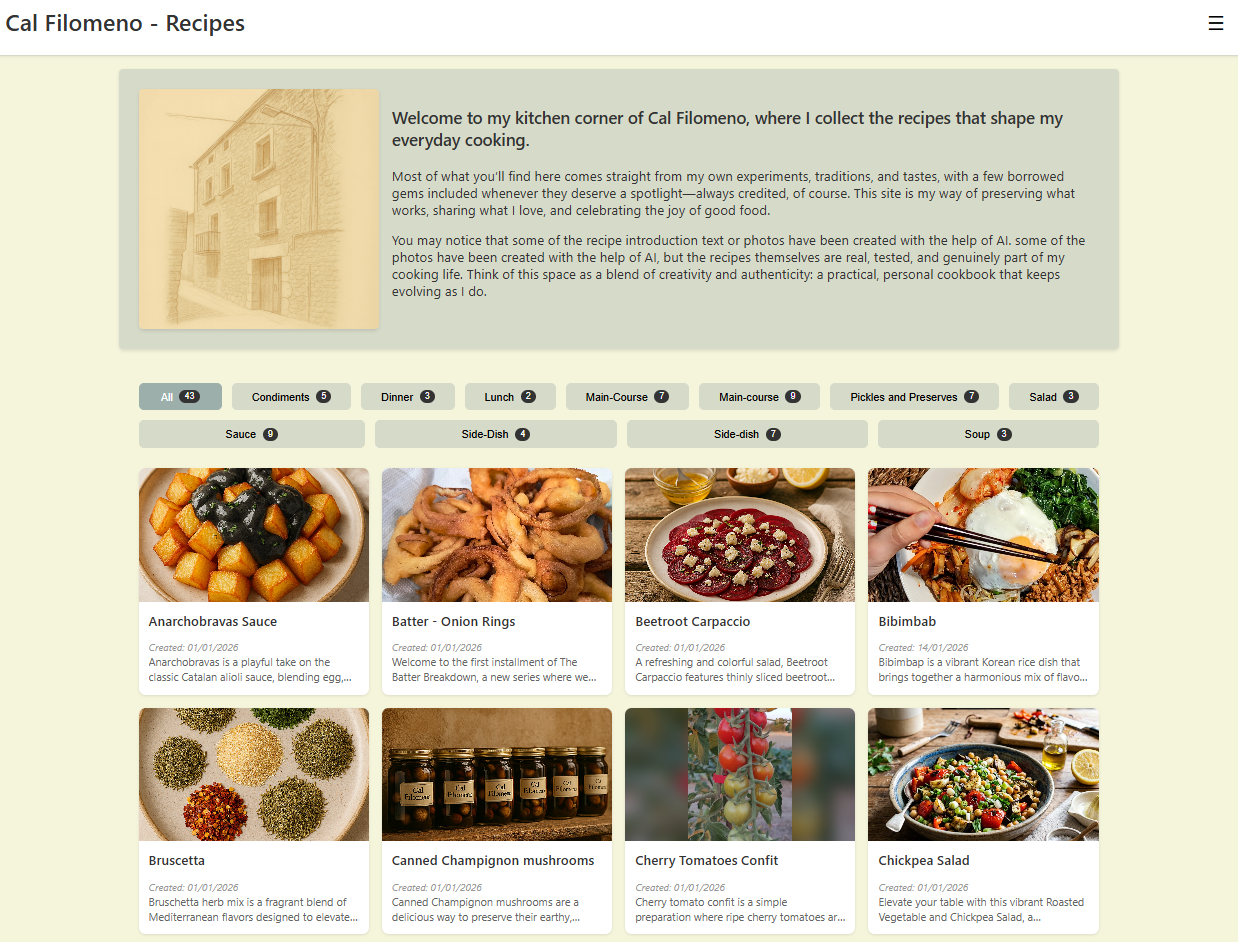 Cal Filomeno - Recipes
☰
Welcome to my kitchen corner of Cal Filomeno, where I collect the recipes that shape my
everyday cooking.
Most of what you'll find here comes straight from my own experiments, traditions, and tastes, with a few borrowed
gems included whenever they deserve a spotlight—always credited, of course. This site is my way of preserving what
works, sharing what I love, and celebrating the joy of good food.
You may notice that some of the recipe introduction text or photos have been created with the help of AI. some of the
photos have been created with the help of AI, but the recipes themselves are real, tested, and genuinely part of my
cooking life. Think of this space as a blend of creativity and authenticity: a practical, personal cookbook that keeps
evolving as I do.
All 43 Condiments 5 Dinner 3 Lunch 2 Main-Course 7 Main-course 9 Pickles and Preserves 7 Salad 3
Sauce 9 Side-Dish 4 Side-dish 7 Soup 3
Anarchobravas Sauce
Created: 01/01/2026
Anarchobravas is a playful take on the
classic Catalan alioli sauce, blending egg,...
Batter - Onion Rings
Created: 01/01/2026
Welcome to the first installment of The
Batter Breakdown, a new series where we...
Beetroot Carpaccio
Created: 01/01/2026
A refreshing and colorful salad, Beetroot
Carpaccio features thinly sliced beetroot...
Bibimbab
Created: 14/01/2026
Bibimbap is a vibrant Korean rice dish that
brings together a harmonious mix of flavo...
Cal Filomeno
Cal Filomeno
Cal Filomeno
Cal Filomeno
Cal Filomeno
Bruscetta
Created: 01/01/2026
Bruscetta herb mix is a fragrant blend of
Mediterranean flavors designed to elevate...
Canned Champignon mushrooms
Created: 01/01/2026
Canned Champignon mushrooms are a
delicious way to preserve their earthy,...
Cherry Tomatoes Confit
Created: 01/01/2026
Cherry tomato confit is a simple
preparation where ripe cherry tomatoes ar...
Chickpea Salad
Created: 01/01/2026
Elevate your table with this vibrant Roasted
Vegetable and Chickpea Salad, a...